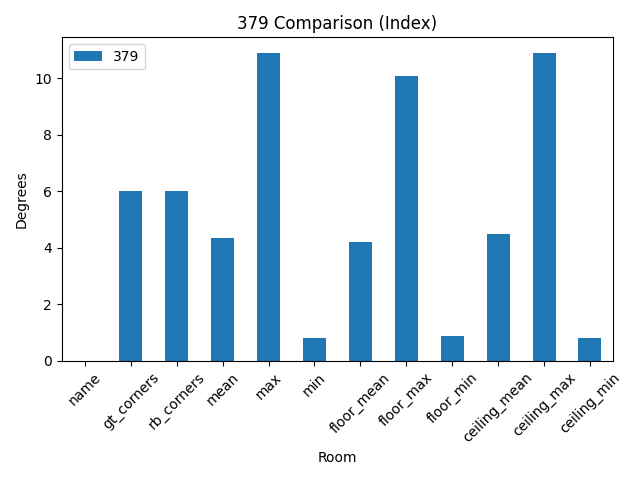 379 Comparison (Index)
379
Degrees
10
8
6
4
2
0
name
gt_corners
rb_corners
mean
max
min
floor_mean
floor_max
floor_min
ceiling_mean
ceiling_max
ceiling_min
Room